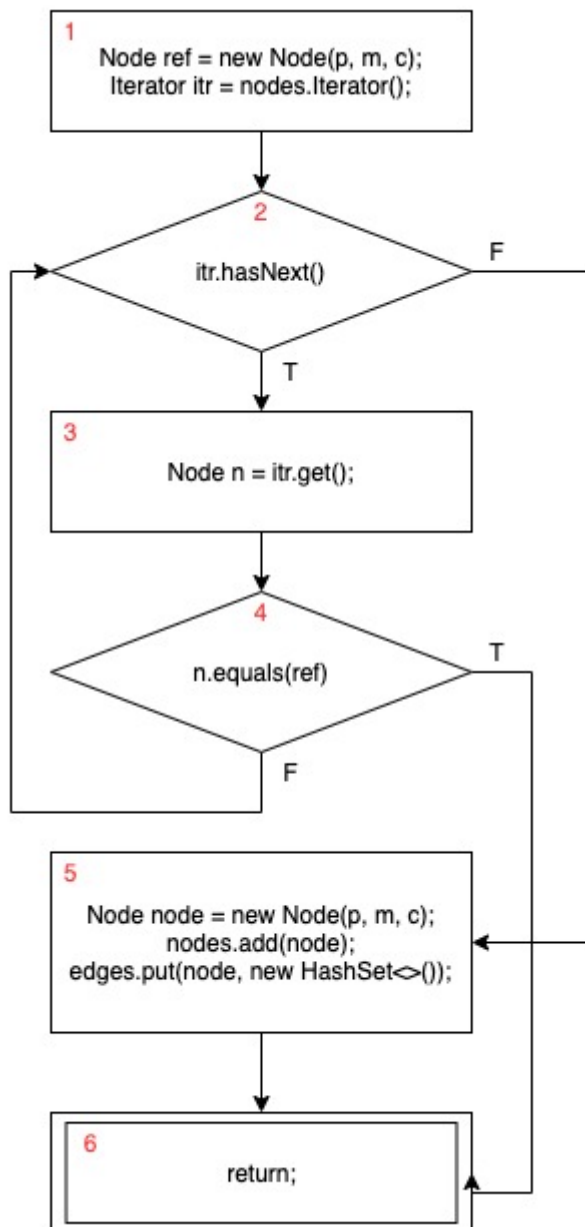 1
Node ref = new Node(p, m, c);
Iterator itr = nodes.Iterator();
2
itr.hasNext()
F
T
3
Node n = itr.get();
4
n.equals(ref)
T
F
5
Node node = new Node(p, m, c);
nodes.add(node);
edges.put(node, new HashSet<>());
6
return;